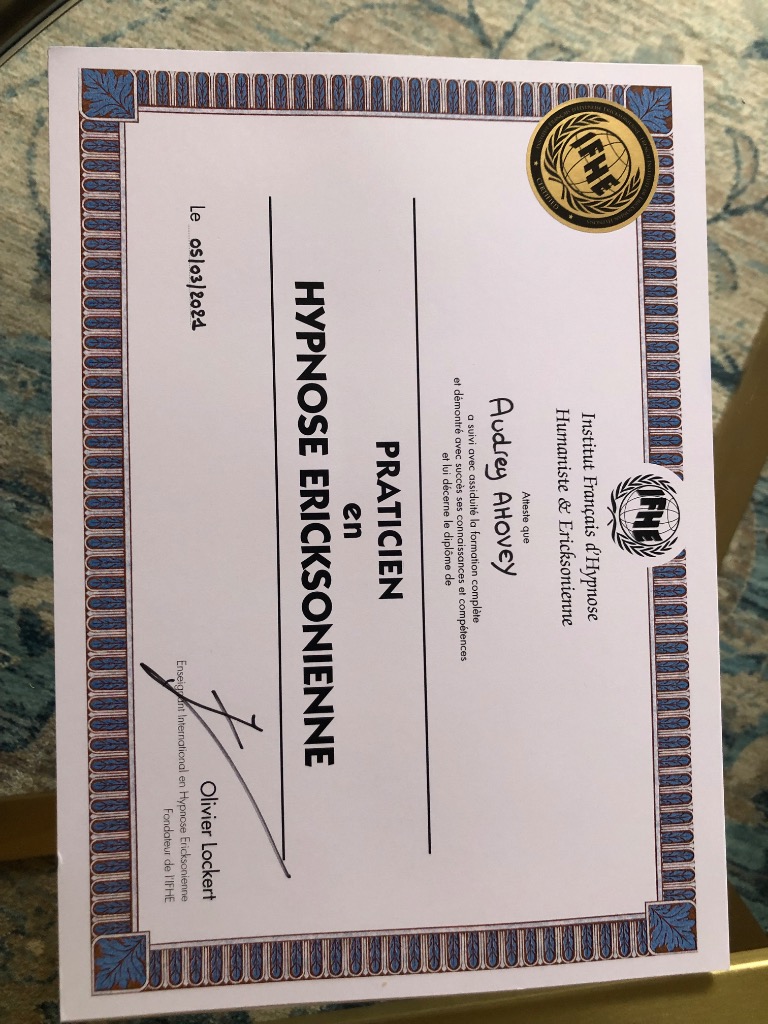 IFHE
IFHE
Institut Français d'Hypnose
Humaniste & Ericksonienne
Atteste que
Audrey AHOVEY
a suivi avec assiduité la formation complète
et démontré avec succès ses connaissances et compétences
et lui décerne le diplôme de
PRATICIEN
en
HYPNOSE ERICKSONIENNE
Le 05/03/2021
Olivier Lockert
Enseignant International en Hypnose Ericksonienne
Fondateur de l'IFHE